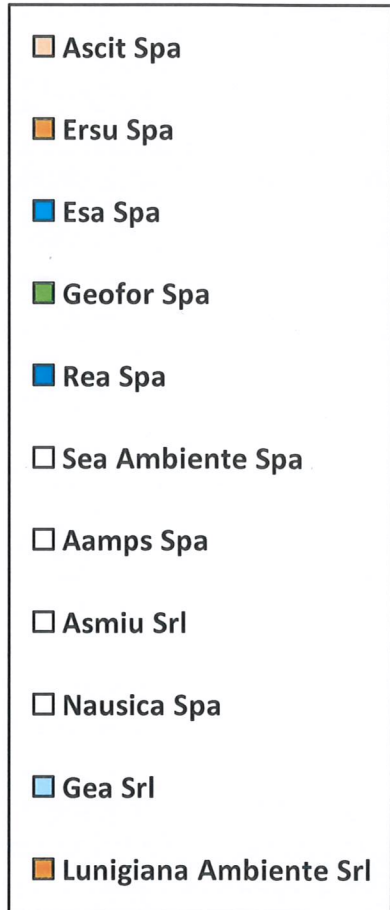 Ascit Spa
Ersu Spa
Esa Spa
Geofor Spa
Rea Spa
Sea Ambiente Spa
Aamps Spa
Asmiu Srl
Nausica Spa
Gea Srl
Lunigiana Ambiente Srl